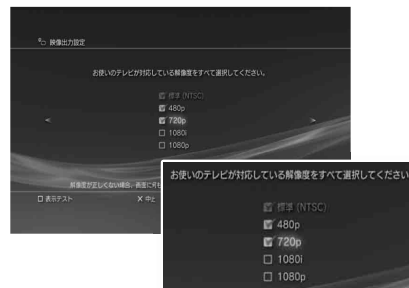 映像出力設定
お使いのテレビが対応している解像度をすべて選択してください。
標準 (NTSC)
480p
720p
1080i
1080p
解像度が正しくない場合、画面に何も
表示テスト
X 中止
お使いのテレビが対応している解像度をすべて選択してください
標準 (NTSC)
480p
720p
1080i
1080p